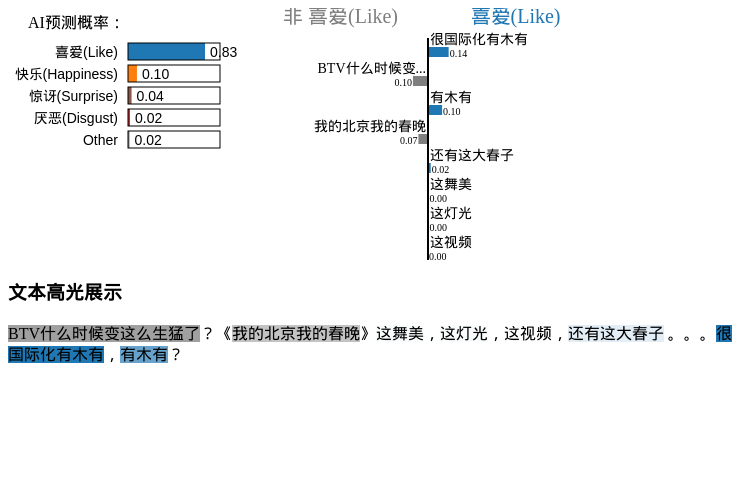 AI预测概率：
喜爱(Like) 0.83
快乐(Happiness) 0.10
惊讶(Surprise) 0.04
厌恶(Disgust) 0.02
Other 0.02
非 喜爱(Like) 喜爱(Like)
很国际化有木有
0.14
BTV什么时候变...
0.10
有木有
0.10
我的北京我的春晚
0.07
还有这大春子
0.02
这舞美
0.00
这灯光
0.00
这视频
0.00
文本高光展示
BTV什么时候变这么生猛了？《我的北京我的春晚》这舞美，这灯光，这视频，还有这大春子。。。很
国际化有木有，有木有？